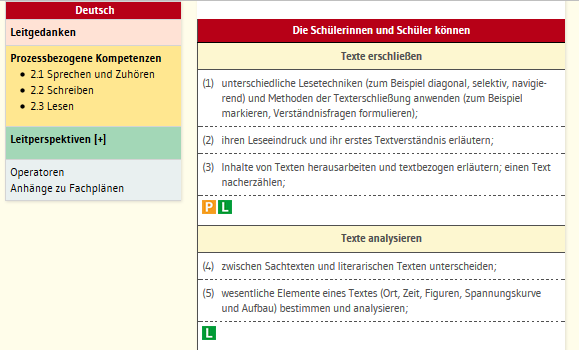 Deutsch
Leitgedanken
Prozessbezogene Kompetenzen
• 2.1 Sprechen und Zuhören
• 2.2 Schreiben
• 2.3 Lesen
Leitperspektiven [+]
Operatoren
Anhänge zu Fachplänen
Die Schülerinnen und Schüler können
Texte erschließen
(1) unterschiedliche Lesetechniken (zum Beispiel diagonal, selektiv, navigie-
rend) und Methoden der Texterschließung anwenden (zum Beispiel
markieren, Verständnisfragen formulieren);
(2) ihren Leseeindruck und ihr erstes Textverständnis erläutern;
(3) Inhalte von Texten herausarbeiten und textbezogen erläutern; einen Text
nacherzählen;
P L
Texte analysieren
(4) zwischen Sachtexten und literarischen Texten unterscheiden;
(5) wesentliche Elemente eines Textes (Ort, Zeit, Figuren, Spannungskurve
und Aufbau) bestimmen und analysieren;
L